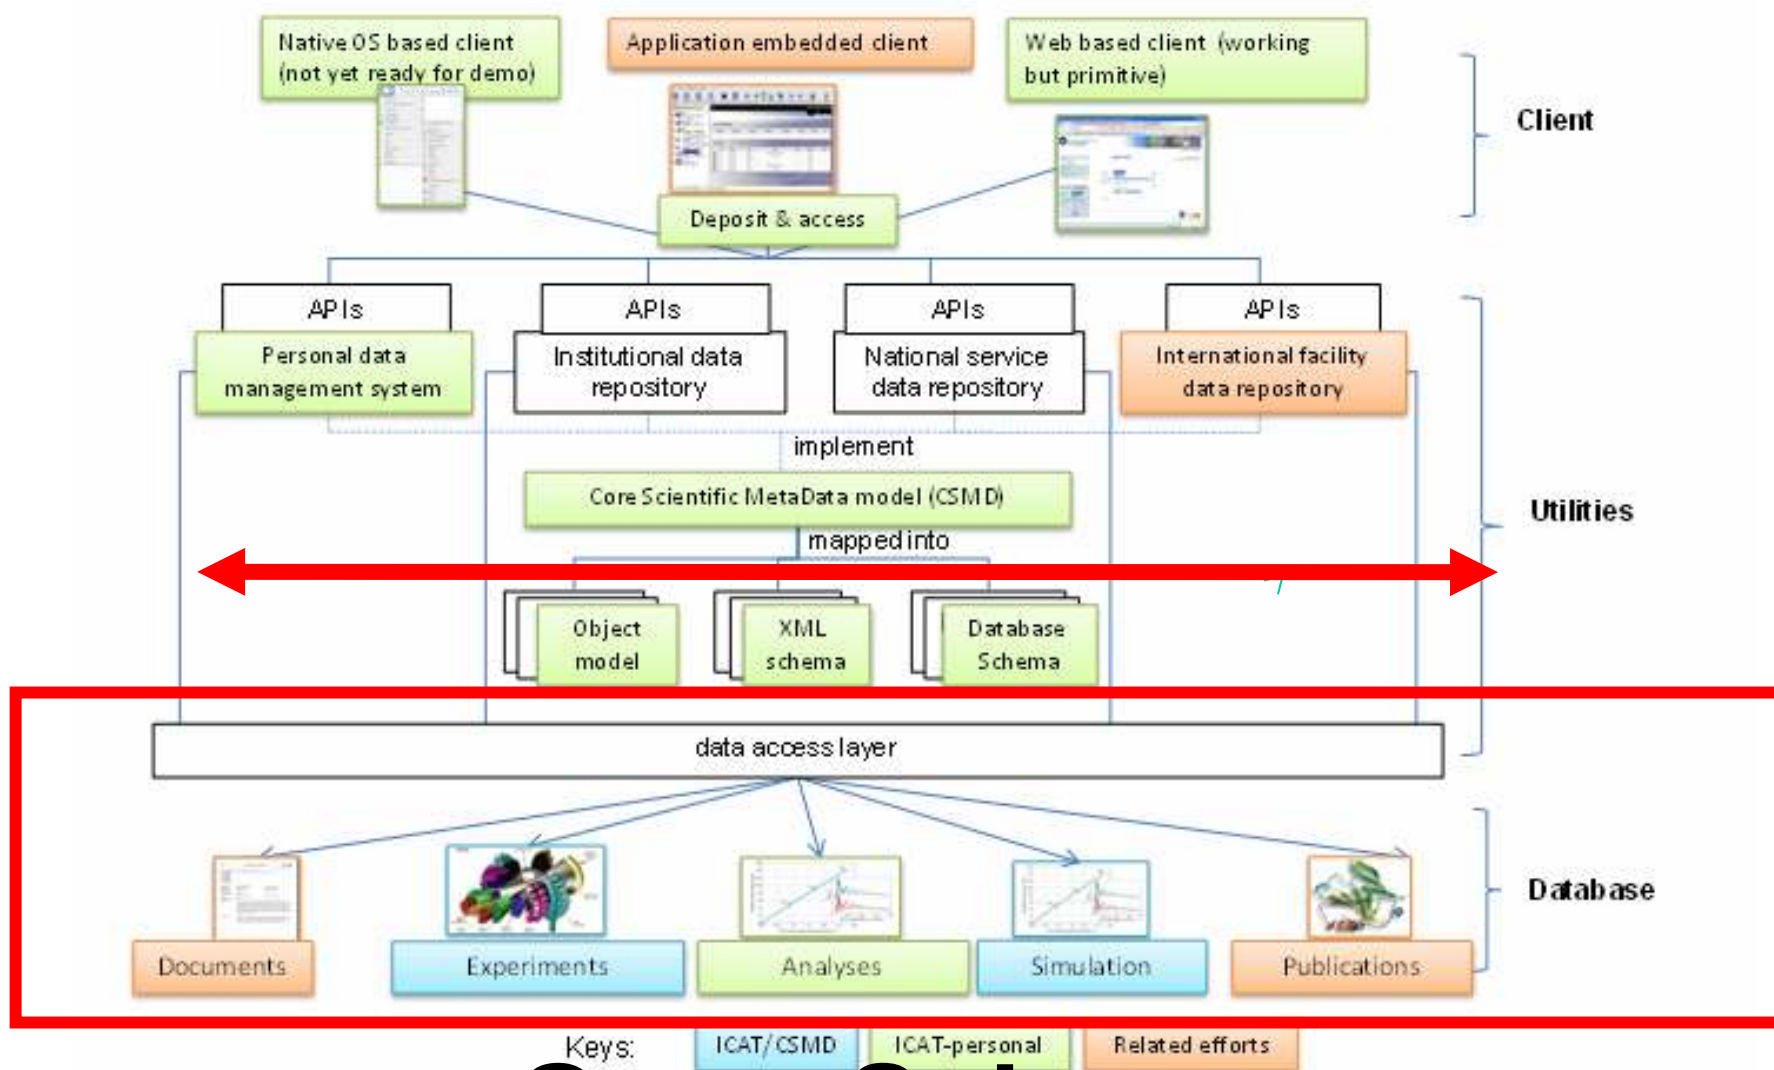 Native OS based client
(not yet ready for demo)
Application embedded client
Web based client (working
but primitive)
Client
Deposit & access
APIs
APIs
APIs
APIs
Personal data
management system
Institutional data
repository
National service
data repository
International facility
data repository
implement
Core Scientific MetaData model (CSMD)
Utilities
mapped into
Object
model
XML
schema
Database
Schema
data access layer
Database
Documents
Experiments
Analyses
Simulation
Publications
Keys:
ICAT/CSMD
ICAT-personal
Related efforts